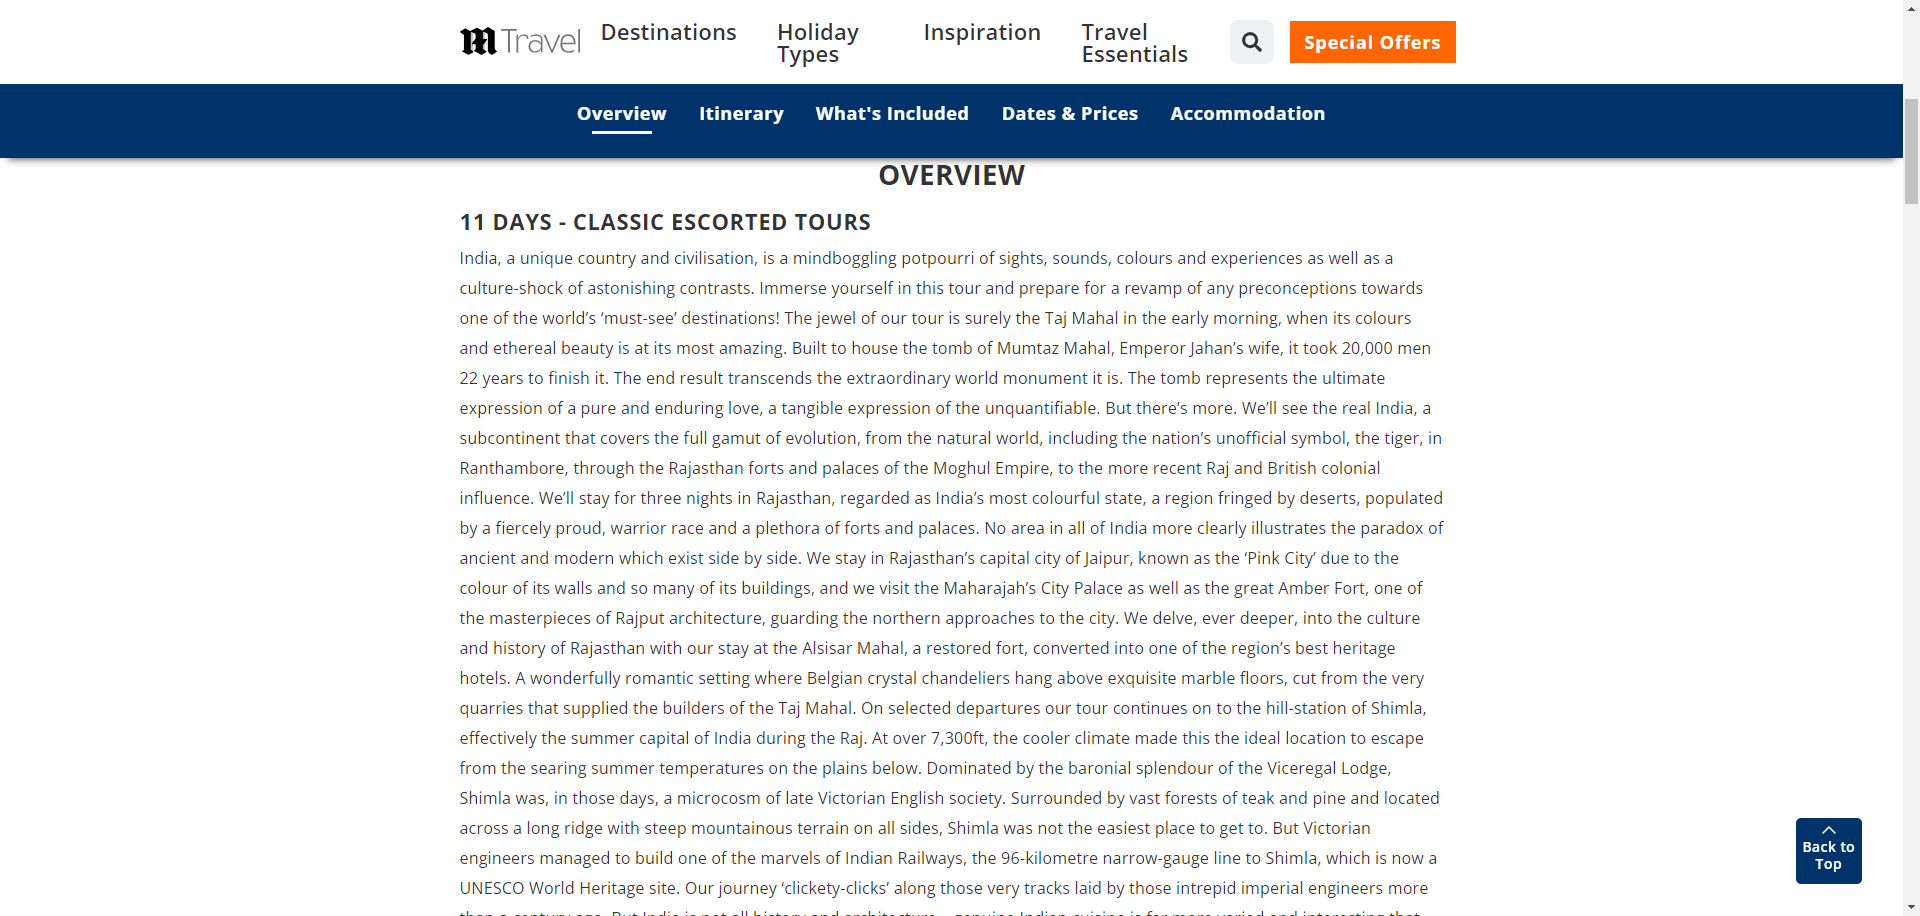 m Travel
Destinations
Holiday
Types
Inspiration
Travel
Essentials
Special Offers
Overview
Itinerary
What's Included
Dates & Prices
Accommodation
OVERVIEW
11 DAYS - CLASSIC ESCORTED TOURS
India, a unique country and civilisation, is a mindboggling potpourri of sights, sounds, colours and experiences as well as a
culture-shock of astonishing contrasts. Immerse yourself in this tour and prepare for a revamp of any preconceptions towards
one of the world’s ‘must-see’ destinations! The jewel of our tour is surely the Taj Mahal in the early morning, when its colours
and ethereal beauty is at its most amazing. Built to house the tomb of Mumtaz Mahal, Emperor Jahan’s wife, it took 20,000 men
22 years to finish it. The end result transcends the extraordinary world monument it is. The tomb represents the ultimate
expression of a pure and enduring love, a tangible expression of the unquantifiable. But there’s more. We’ll see the real India, a
subcontinent that covers the full gamut of evolution, from the natural world, including the nation’s unofficial symbol, the tiger, in
Ranthambore, through the Rajasthan forts and palaces of the Moghul Empire, to the more recent Raj and British colonial
influence. We’ll stay for three nights in Rajasthan, regarded as India’s most colourful state, a region fringed by deserts, populated
by a fiercely proud, warrior race and a plethora of forts and palaces. No area in all of India more clearly illustrates the paradox of
ancient and modern which exist side by side. We stay in Rajasthan’s capital city of Jaipur, known as the ‘Pink City’ due to the
colour of its walls and so many of its buildings, and we visit the Maharajah’s City Palace as well as the great Amber Fort, one of
the masterpieces of Rajput architecture, guarding the northern approaches to the city. We delve, ever deeper, into the culture
and history of Rajasthan with our stay at the Alsisar Mahal, a restored fort, converted into one of the region’s best heritage
hotels. A wonderfully romantic setting where Belgian crystal chandeliers hang above exquisite marble floors, cut from the very
quarries that supplied the builders of the Taj Mahal. On selected departures our tour continues on to the hill-station of Shimla,
effectively the summer capital of India during the Raj. At over 7,300ft, the cooler climate made this the ideal location to escape
from the searing summer temperatures on the plains below. Dominated by the baronial splendour of the Viceregal Lodge,
Shimla was, in those days, a microcosm of late Victorian English society. Surrounded by vast forests of teak and pine and located
across a long ridge with steep mountainous terrain on all sides, Shimla was not the easiest place to get to. But Victorian
engineers managed to build one of the marvels of Indian Railways, the 96-kilometre narrow-gauge line to Shimla, which is now a
UNESCO World Heritage site. Our journey ‘clickety-clicks’ along those very tracks laid by those intrepid imperial engineers more
Back to
Top